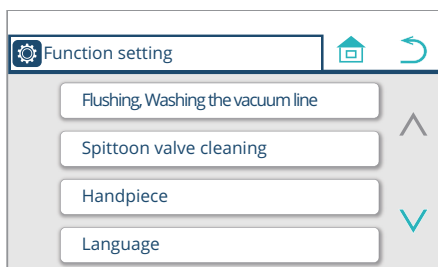 Function setting
Flushing, Washing the vacuum line
Spittoon valve cleaning
Handpiece
Language